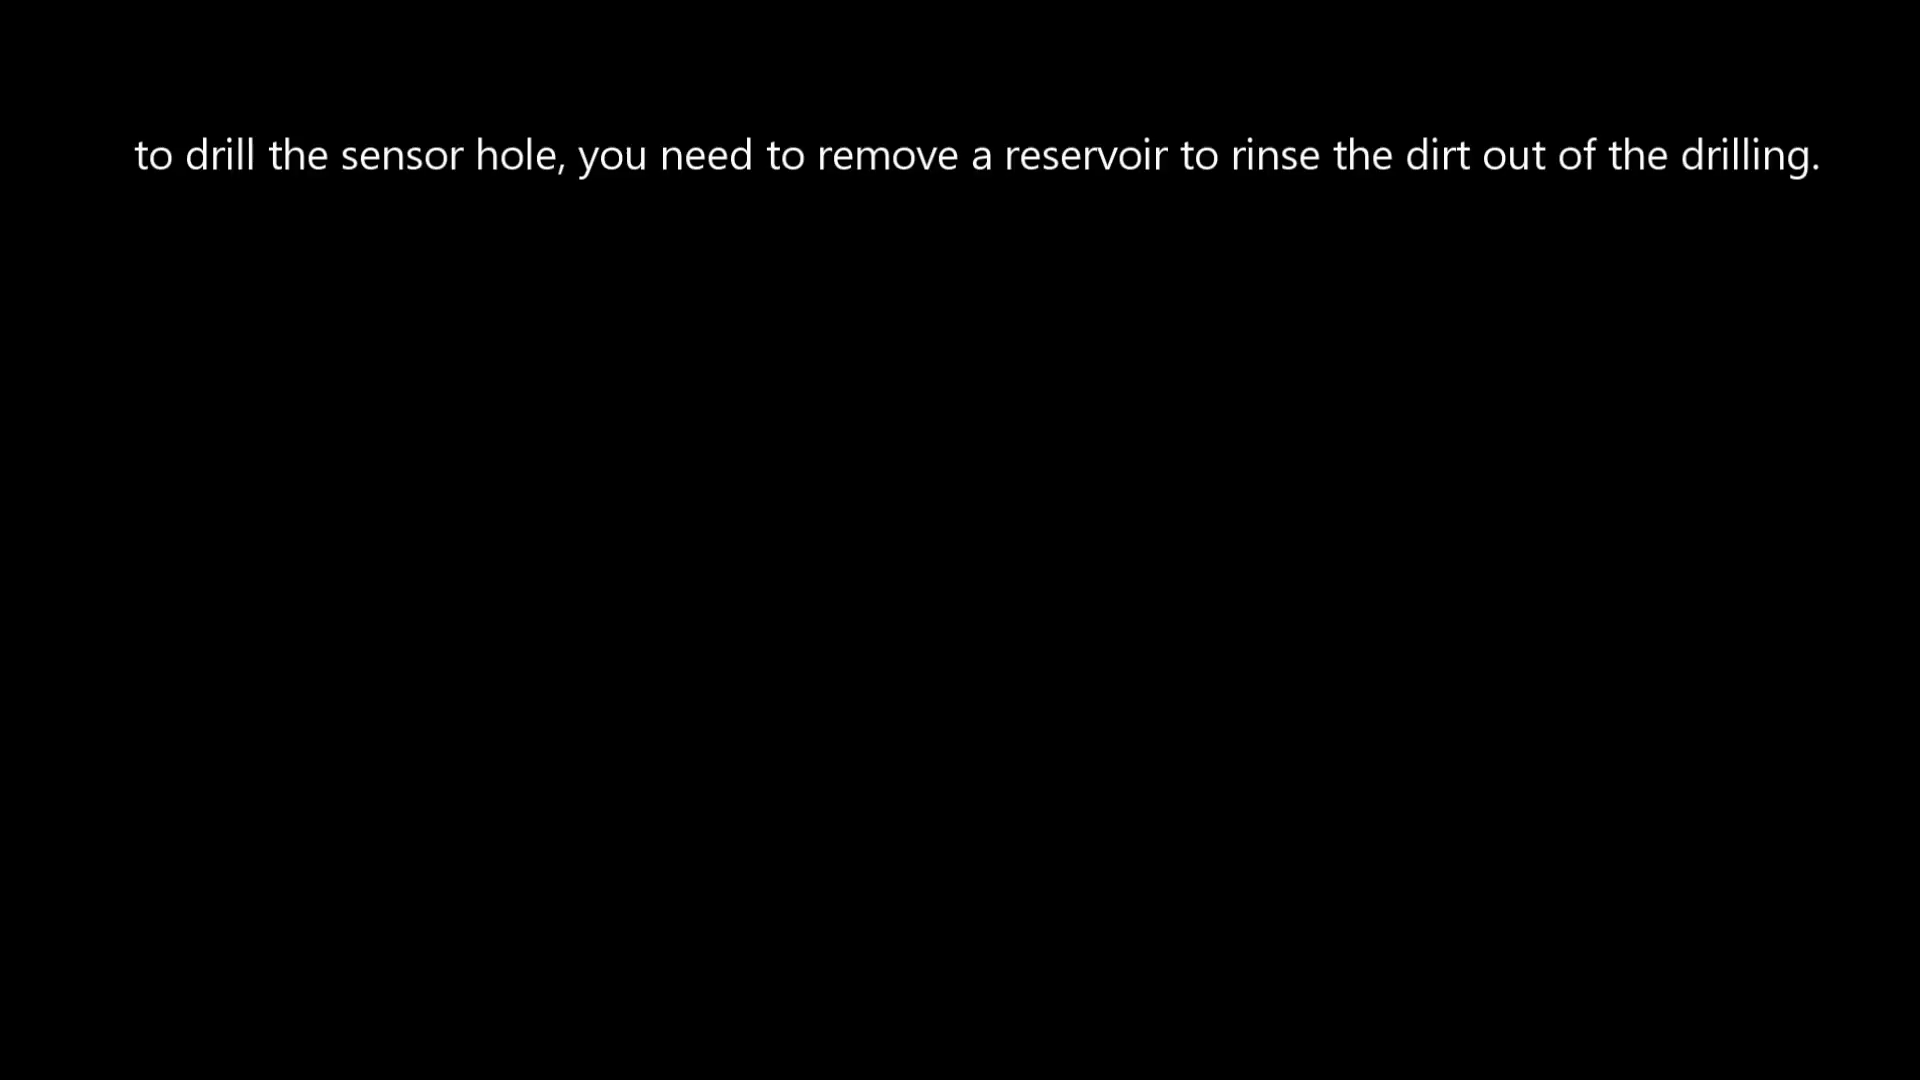 to drill the sensor hole, you need to remove a reservoir to rinse the dirt out of the drilling.